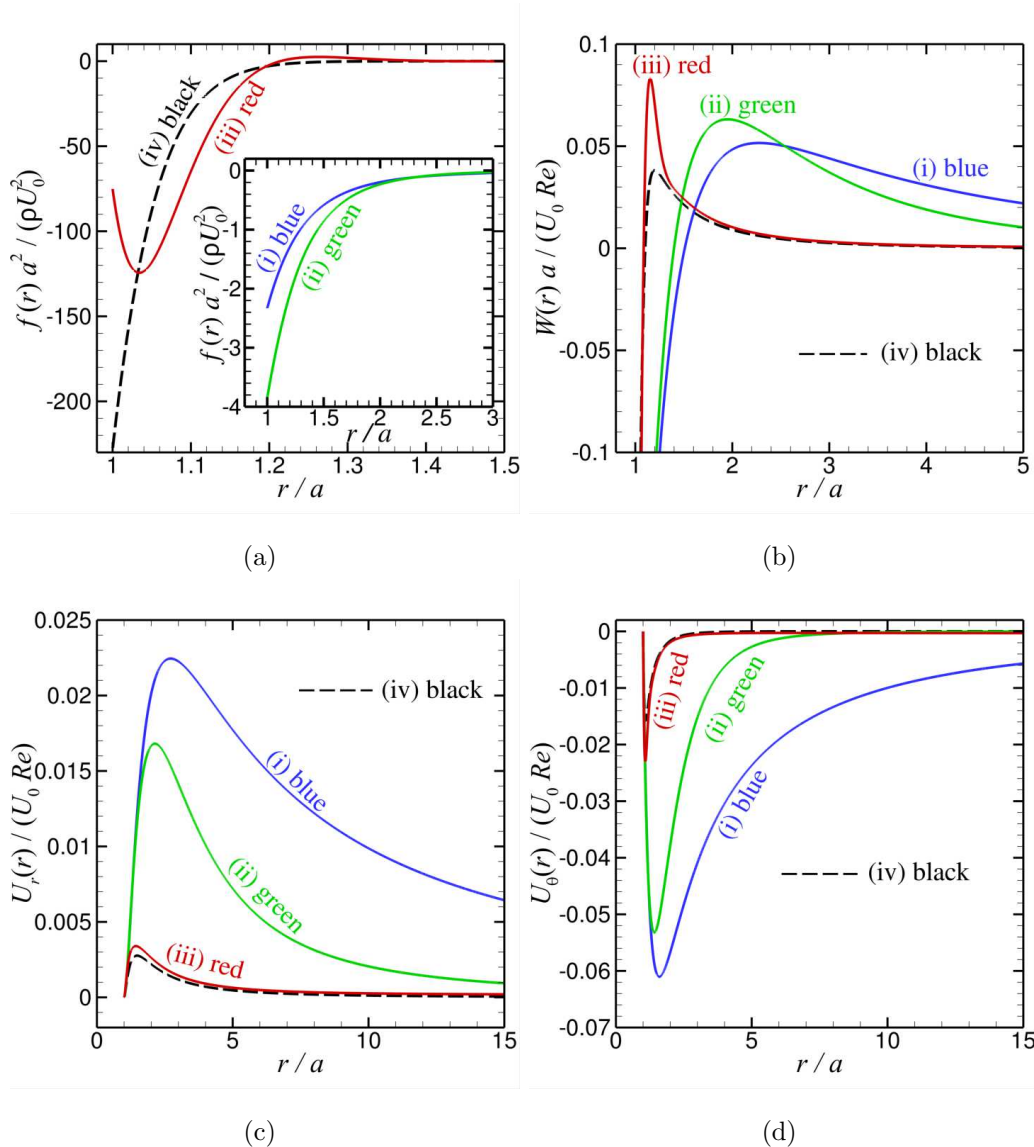 0
-50
-100
-150
-200
f(r) a² / (ρU₀²)
(iv) black
(iii) red
1
1.1
1.2
1.3
1.4
1.5
r / a
0
-1
-2
-3
-4
f(r) a² / (ρU₀²)
(i) blue
(ii) green
1
1.5
2
2.5
3
r / a
(a)
0.1
0.05
0
-0.05
-0.1
W(r) a / (U₀ Re)
(iii) red
(ii) green
(i) blue
(iv) black
1
2
3
4
5
r / a
(b)
0.025
0.02
0.015
0.01
0.005
0
Uᵣ(r) / (U₀ Re)
(iv) black
(i) blue
(ii) green
(iii) red
0
5
10
15
r / a
(c)
0
-0.01
-0.02
-0.03
-0.04
-0.05
-0.06
-0.07
U_θ(r) / (U₀ Re)
(iii) red
(ii) green
(i) blue
(iv) black
0
5
10
15
r / a
(d)